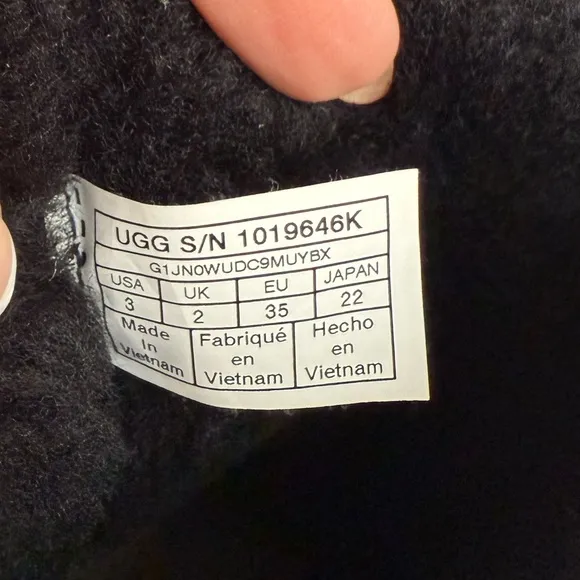 UGG S/N 1019646K
G1JN0WUDC9MUYBX
USA UK EU JAPAN
3 2 35 22
Made In Vietnam
Fabriqué en Vietnam
Hecho en Vietnam